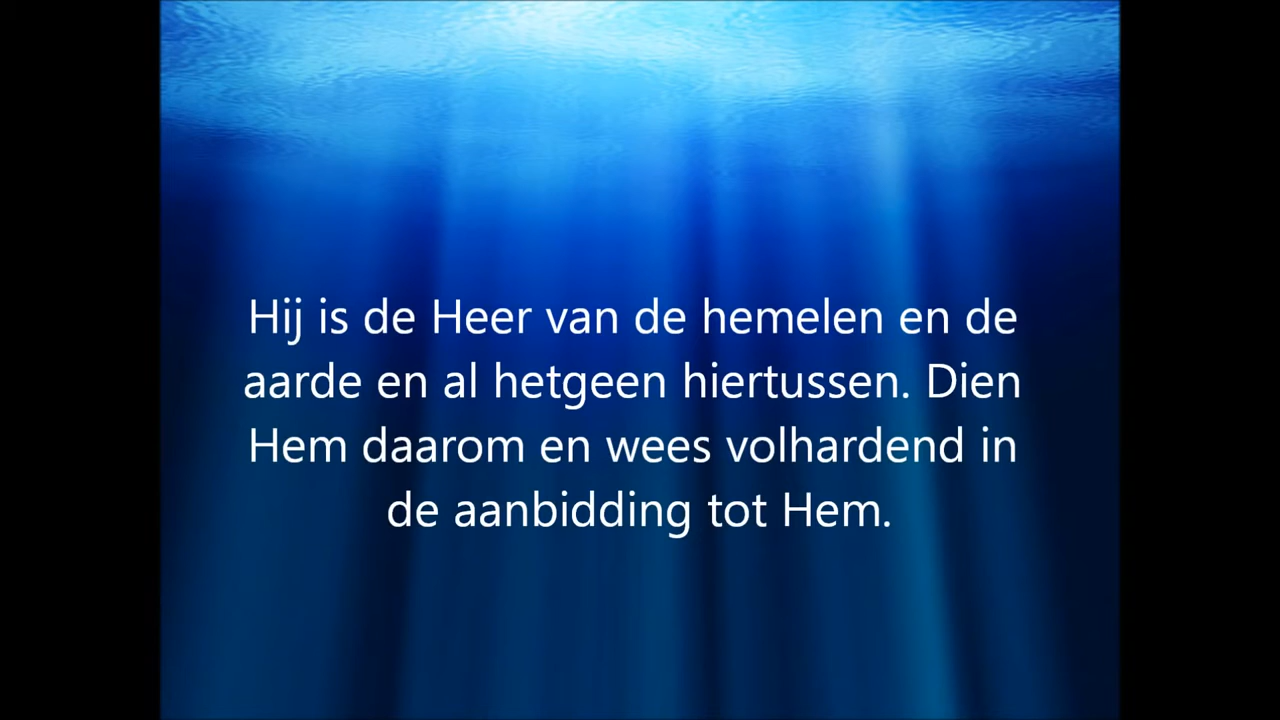 Hij is de Heer van de hemelen en de
aarde en al hetgeen hiertussen. Dien
Hem daarom en wees volhardend in
de aanbidding tot Hem.